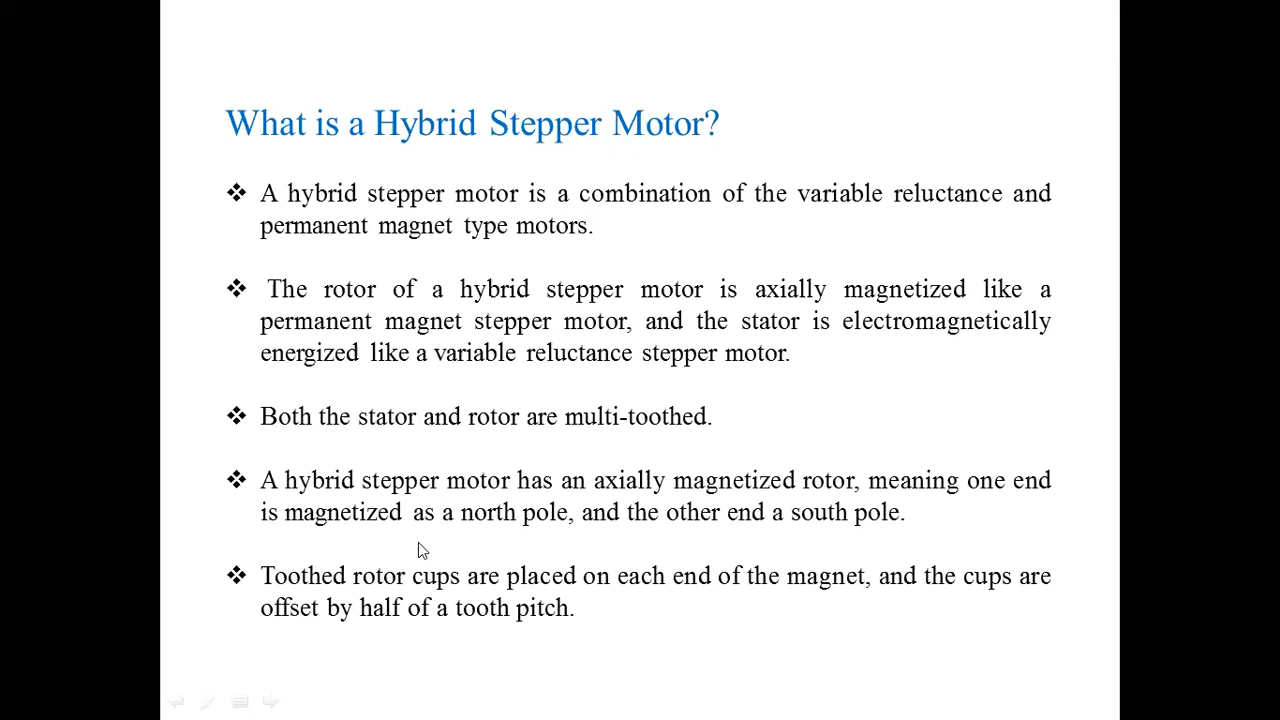 What is a Hybrid Stepper Motor?
❖ A hybrid stepper motor is a combination of the variable reluctance and
permanent magnet type motors.
❖ The rotor of a hybrid stepper motor is axially magnetized like a
permanent magnet stepper motor, and the stator is electromagnetically
energized like a variable reluctance stepper motor.
❖ Both the stator and rotor are multi-toothed.
❖ A hybrid stepper motor has an axially magnetized rotor, meaning one end
is magnetized as a north pole, and the other end a south pole.
❖ Toothed rotor cups are placed on each end of the magnet, and the cups are
offset by half of a tooth pitch.